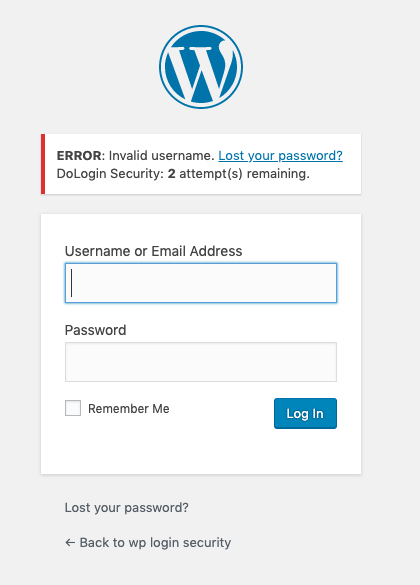 ERROR: Invalid username. Lost your password?
DoLogin Security: 2 attempt(s) remaining.
Username or Email Address
Password
Remember Me
Log In
Lost your password?
← Back to wp login security